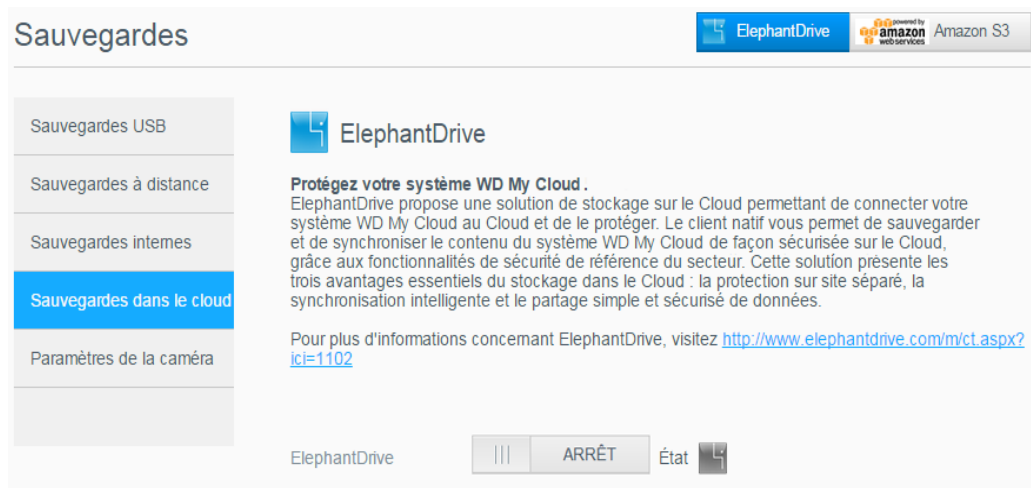 Sauvegardes
ElephantDrive
powered by
amazon
webservices
Amazon S3
Sauvegardes USB
Sauvegardes à distance
Sauvegardes internes
Sauvegardes dans le cloud
Paramètres de la caméra
ElephantDrive
Protégez votre système WD My Cloud .
ElephantDrive propose une solution de stockage sur le Cloud permettant de connecter votre
système WD My Cloud au Cloud et de le protéger. Le client natif vous permet de sauvegarder
et de synchroniser le contenu du système WD My Cloud de façon sécurisée sur le Cloud,
grâce aux fonctionnalités de sécurité de référence du secteur. Cette solution présente les
trois avantages essentiels du stockage dans le Cloud : la protection sur site séparé, la
synchronisation intelligente et le partage simple et sécurisé de données.
Pour plus d'informations concernant ElephantDrive, visitez http://www.elephantdrive.com/m/ct.aspx?
ici=1102
ElephantDrive
ARRÊT
État